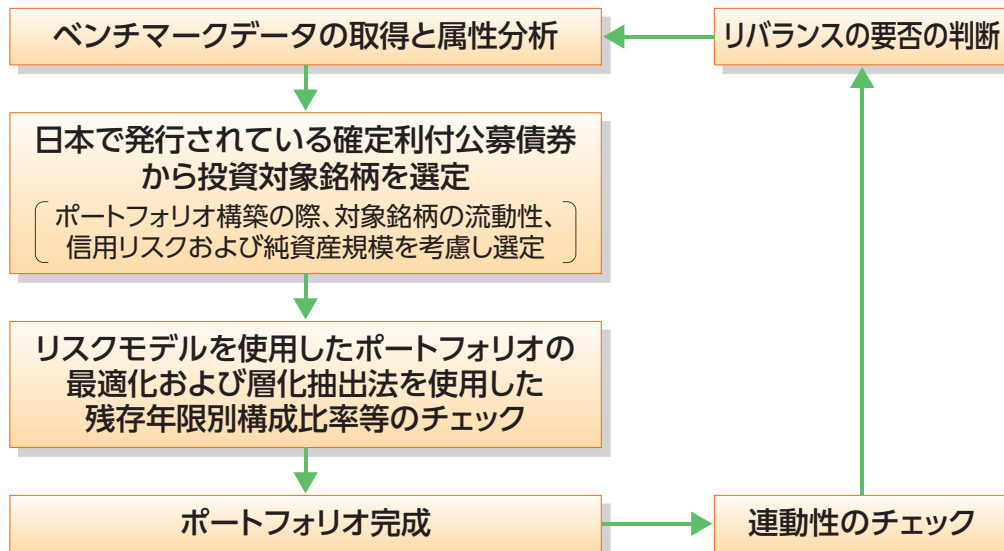 ベンチマークデータの取得と属性分析
リバランスの要否の判断
日本で発行されている確定利付公募債券
から投資対象銘柄を選定
ポートフォリオ構築の際、対象銘柄の流動性、
信用リスクおよび純資産規模を考慮し選定
リスクモデルを使用したポートフォリオの
最適化および層化抽出法を使用した
残存年限別構成比率等のチェック
ポートフォリオ完成
連動性のチェック